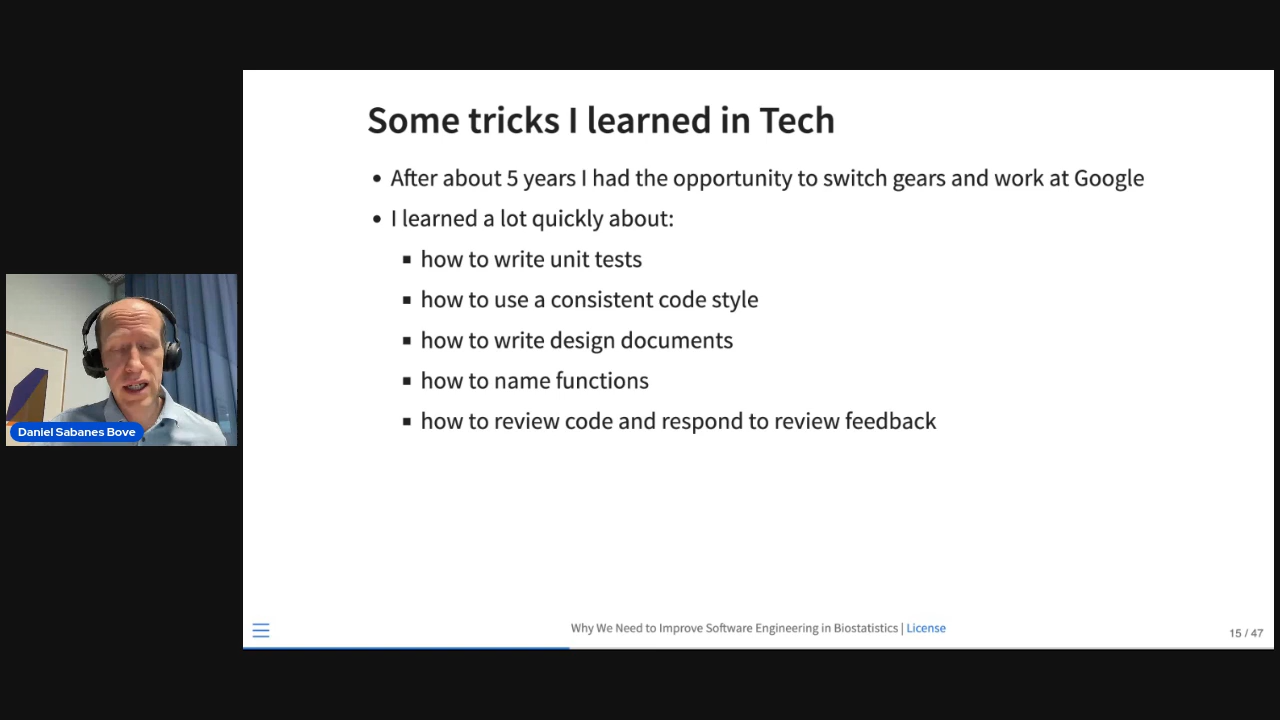 Some tricks I learned in Tech
After about 5 years I had the opportunity to switch gears and work at Google
I learned a lot quickly about:
how to write unit tests
how to use a consistent code style
how to write design documents
how to name functions
how to review code and respond to review feedback
Daniel Sabanes Bove
Why We Need to Improve Software Engineering in Biostatistics | License
15 / 47